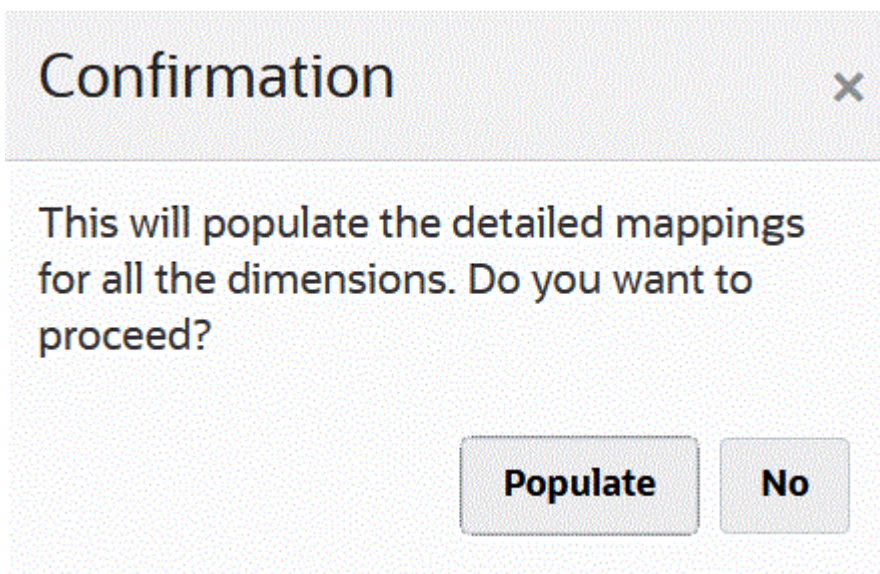 Confirmation
This will populate the detailed mappings
for all the dimensions. Do you want to
proceed?
Populate
No